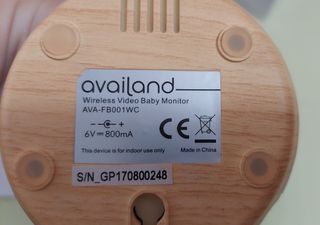 availand
Wireless Video Baby Monitor
AVA-FB001WC
- +
6V 800mA
CE
This device is for indoor use only
Made in China
S/N_GP170800248